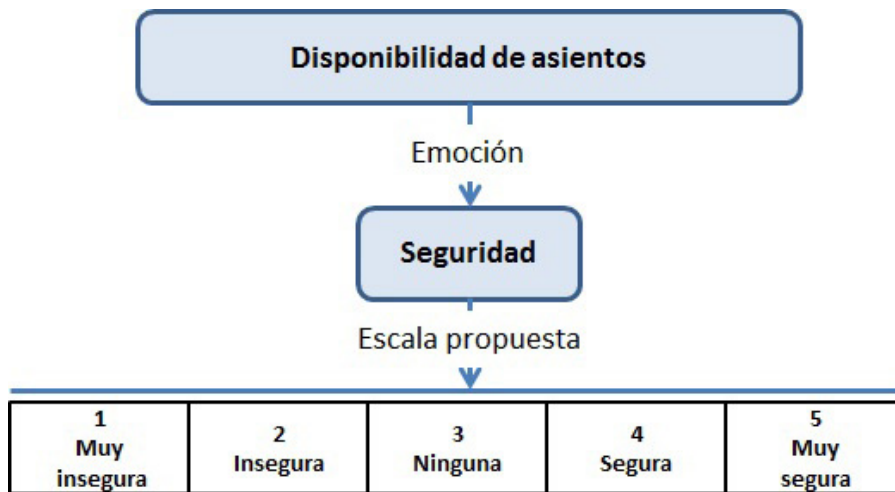 Disponibilidad de asientos
Emoción
Seguridad
Escala propuesta
1
Muy
insegura
2
Insegura
3
Ninguna
4
Segura
5
Muy
segura